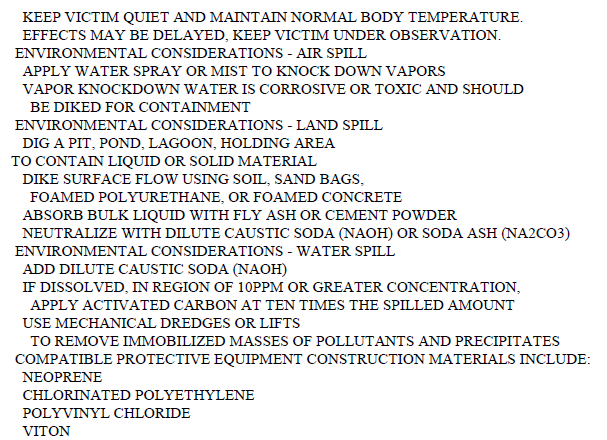 KEEP VICTIM QUIET AND MAINTAIN NORMAL BODY TEMPERATURE.
EFFECTS MAY BE DELAYED, KEEP VICTIM UNDER OBSERVATION.
ENVIRONMENTAL CONSIDERATIONS - AIR SPILL
APPLY WATER SPRAY OR MIST TO KNOCK DOWN VAPORS
VAPOR KNOCKDOWN WATER IS CORROSIVE OR TOXIC AND SHOULD
BE DIKED FOR CONTAINMENT
ENVIRONMENTAL CONSIDERATIONS - LAND SPILL
DIG A PIT, POND, LAGOON, HOLDING AREA
TO CONTAIN LIQUID OR SOLID MATERIAL
DIKE SURFACE FLOW USING SOIL, SAND BAGS,
FOAMED POLYURETHANE, OR FOAMED CONCRETE
ABSORB BULK LIQUID WITH FLY ASH OR CEMENT POWDER
NEUTRALIZE WITH DILUTE CAUSTIC SODA (NAOH) OR SODA ASH (NA2CO3)
ENVIRONMENTAL CONSIDERATIONS - WATER SPILL
ADD DILUTE CAUSTIC SODA (NAOH)
IF DISSOLVED, IN REGION OF 10PPM OR GREATER CONCENTRATION,
APPLY ACTIVATED CARBON AT TEN TIMES THE SPILLED AMOUNT
USE MECHANICAL DREDGES OR LIFTS
TO REMOVE IMMOBILIZED MASSES OF POLLUTANTS AND PRECIPITATES
COMPATIBLE PROTECTIVE EQUIPMENT CONSTRUCTION MATERIALS INCLUDE:
NEOPRENE
CHLORINATED POLYETHYLENE
POLYVINYL CHLORIDE
VITON